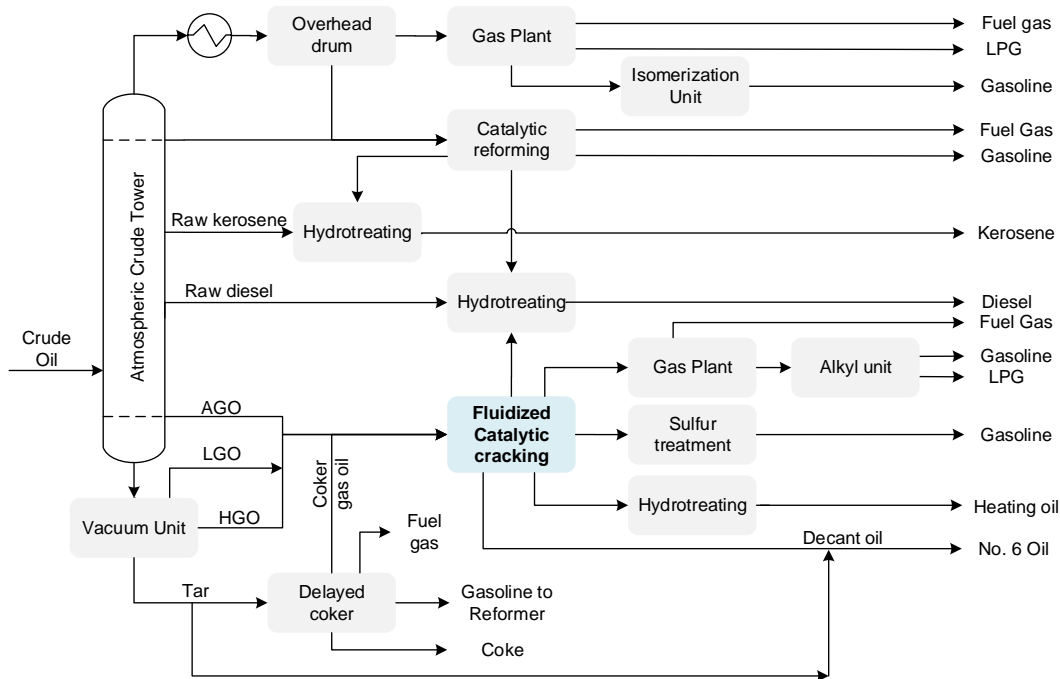 Overhead
drum
Gas Plant
Fuel gas
LPG
Isomerization
Unit
Gasoline
Catalytic
reforming
Fuel Gas
Gasoline
Atmospheric Crude Tower
Raw kerosene
Hydrotreating
Kerosene
Raw diesel
Hydrotreating
Diesel
Fuel Gas
Crude
Oil
Gas Plant
Alkyl unit
Gasoline
LPG
AGO
Fluidized
Catalytic
cracking
Sulfur
treatment
Gasoline
LGO
Coker
gas oil
HGO
Vacuum Unit
Hydrotreating
Heating oil
Fuel
gas
Decant oil
No. 6 Oil
Tar
Delayed
coker
Gasoline to
Reformer
Coke